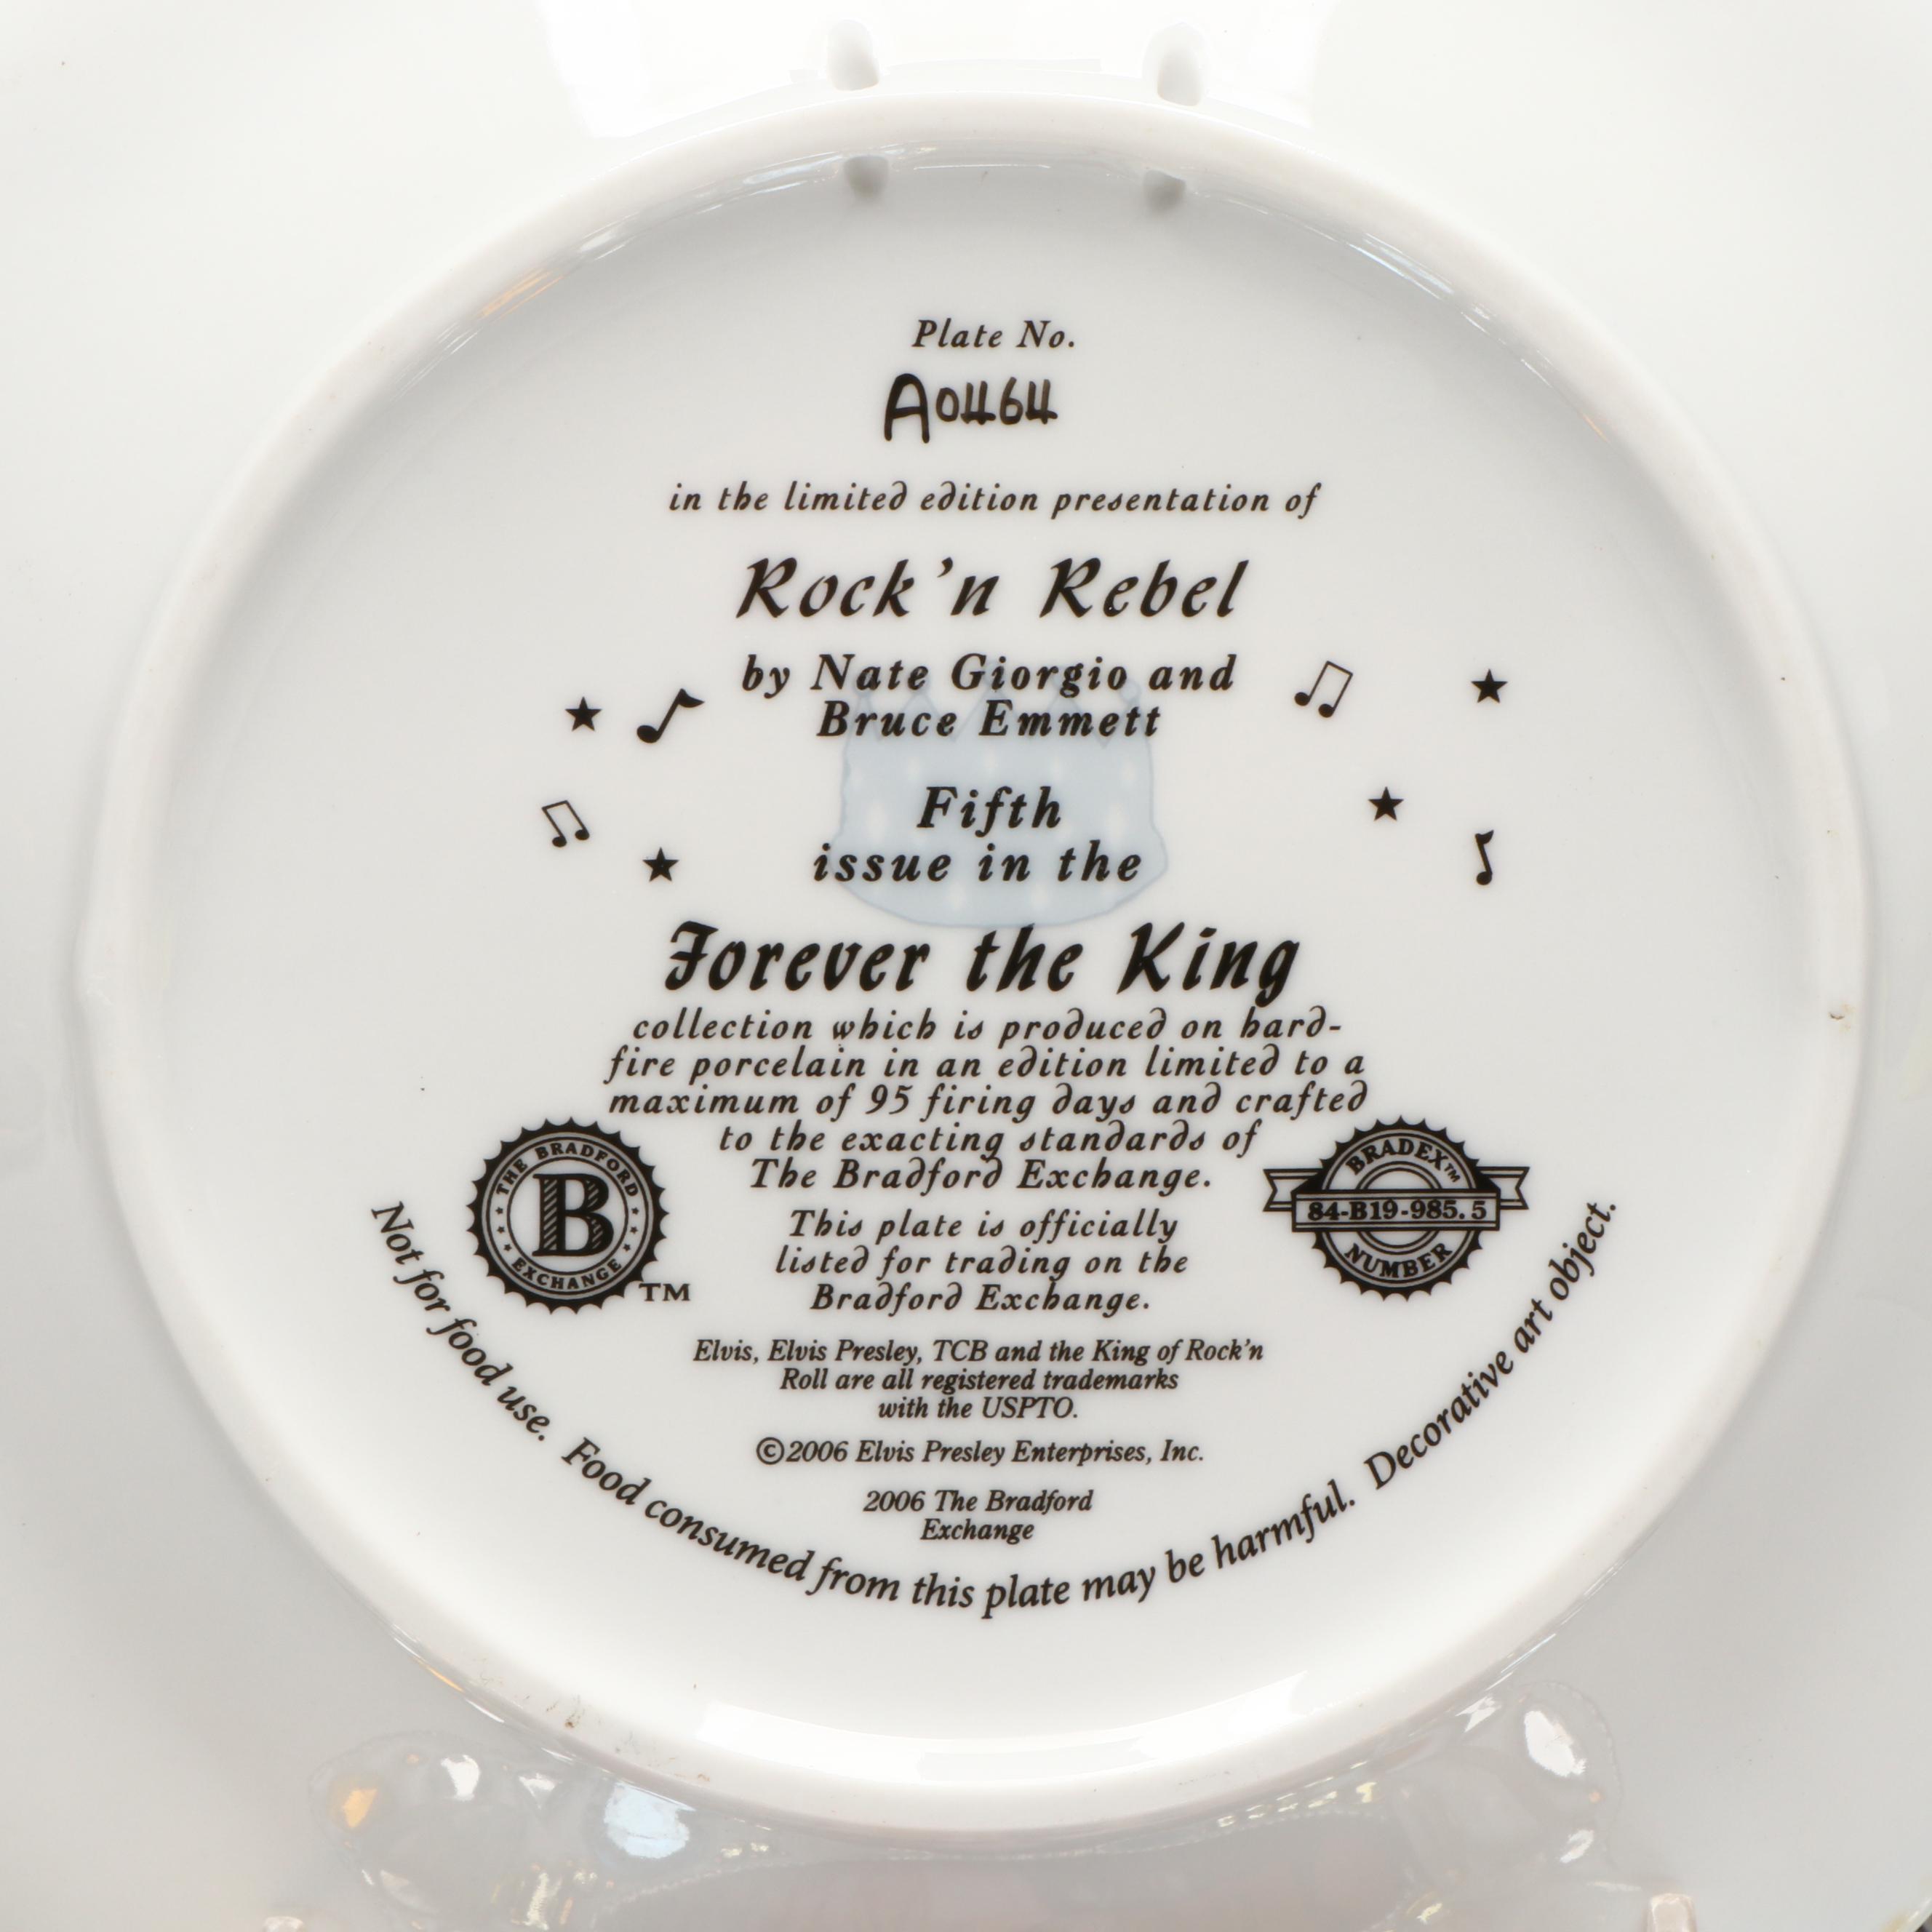 Plate No.
A0464
in the limited edition presentation of
Rock'n Rebel
by Nate Giorgio and
Bruce Emmett
Fifth
issue in the
Forever the King
collection which is produced on hard-
fire porcelain in an edition limited to a
maximum of 95 firing days and crafted
to the exacting standards of
The Bradford Exchange.
This plate is officially
listed for trading on the
Bradford Exchange.
THE BRADFORD
B
EXCHANGE
TM
BRADEX™
84-B19-985.5
NUMBER
Elvis, Elvis Presley, TCB and the King of Rock'n
Roll are all registered trademarks
with the USPTO.
©2006 Elvis Presley Enterprises, Inc.
2006 The Bradford
Exchange
Not for food use. Food consumed from this plate may be harmful. Decorative art object.